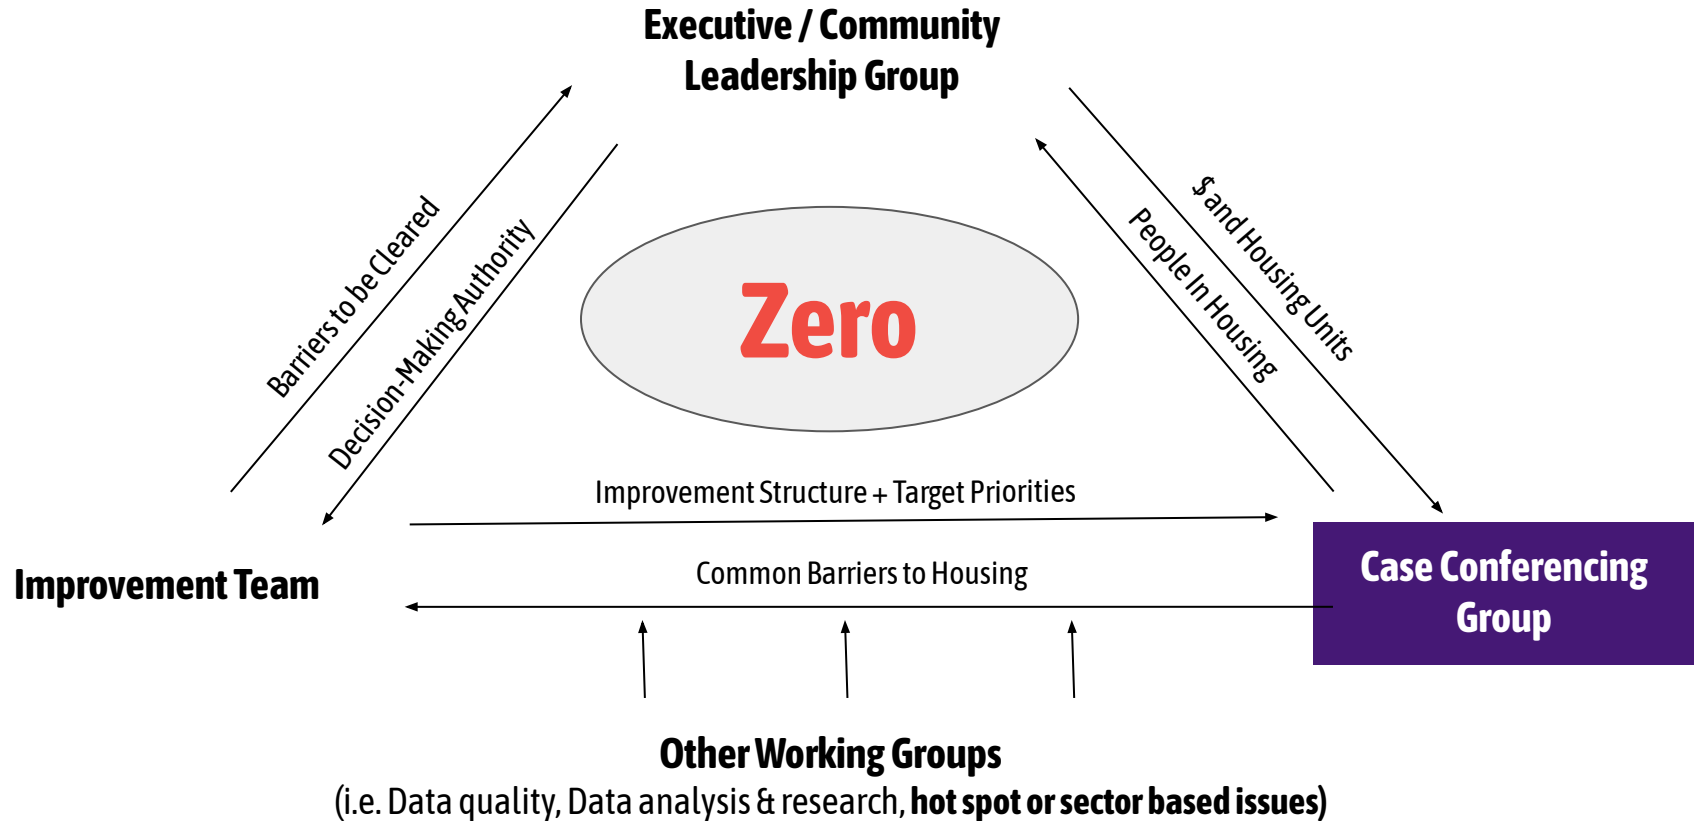 Executive / Community
Leadership Group
Barriers to be Cleared
Decision-Making Authority
$ and Housing Units
People In Housing
Zero
Improvement Structure + Target Priorities
Improvement Team
Common Barriers to Housing
Case Conferencing
Group
Other Working Groups
(i.e. Data quality, Data analysis & research, hot spot or sector based issues)